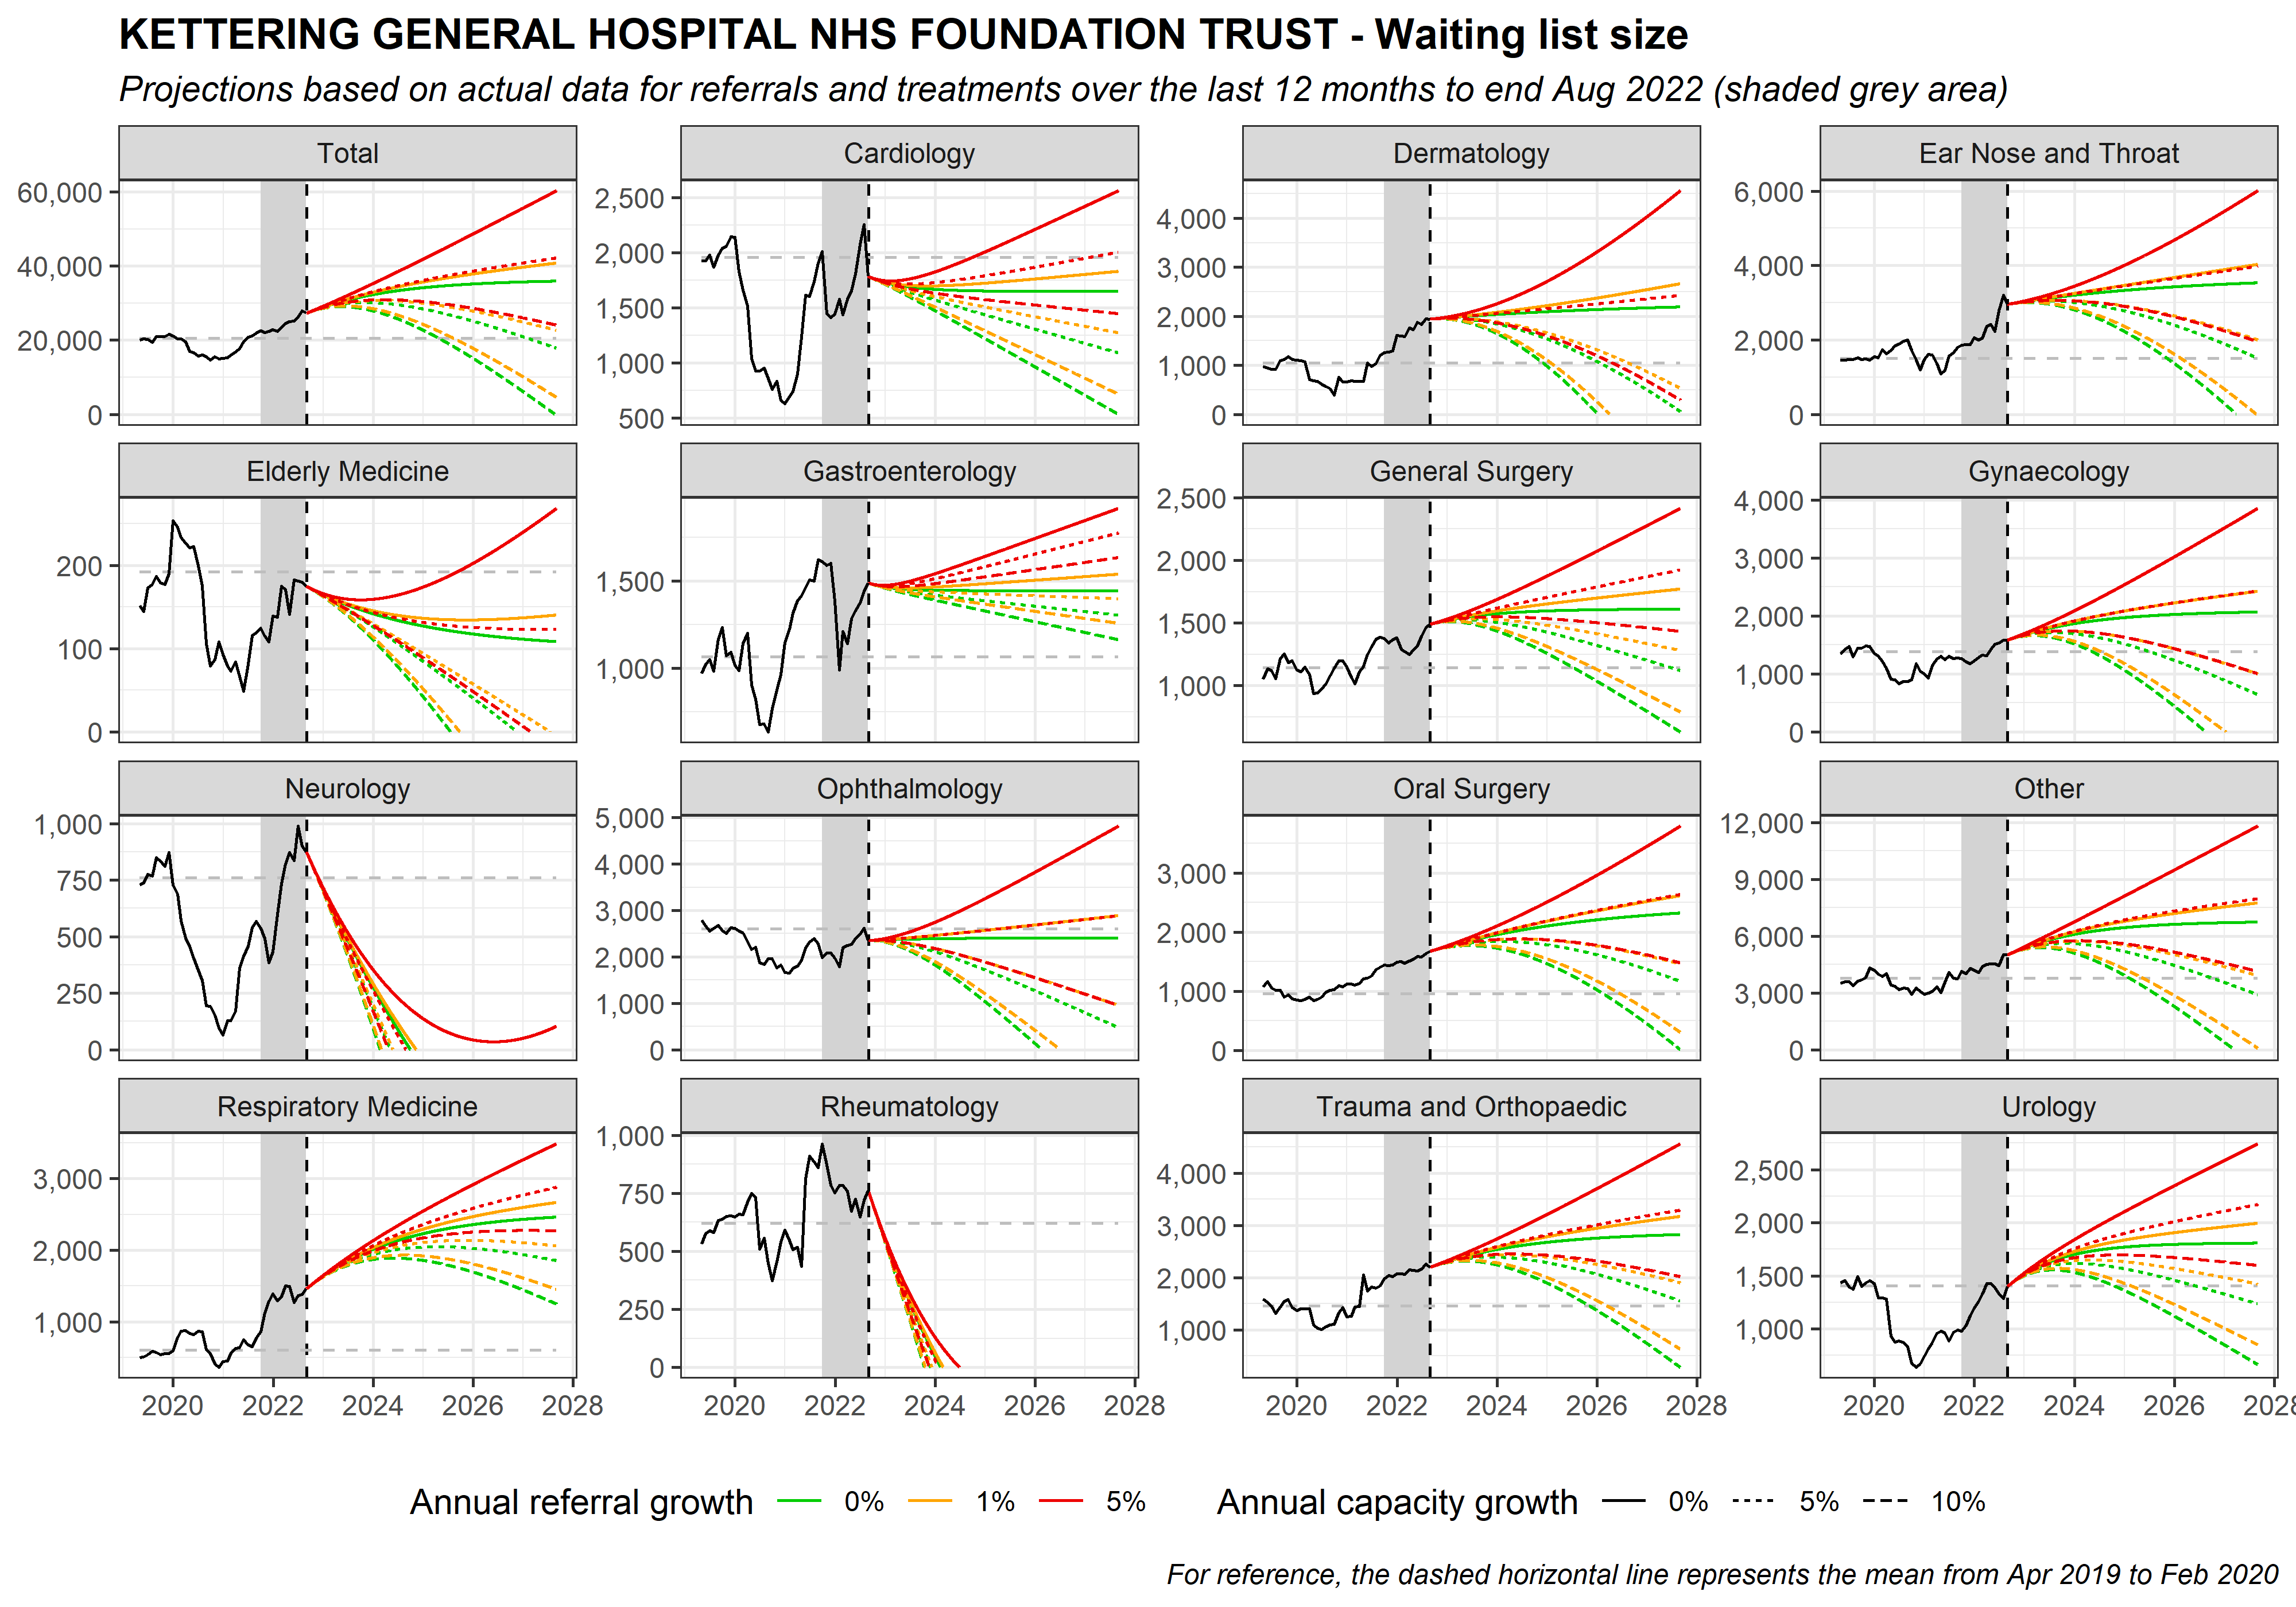 KETTERING GENERAL HOSPITAL NHS FOUNDATION TRUST - Waiting list size
Projections based on actual data for referrals and treatments over the last 12 months to end Aug 2022 (shaded grey area)
Total
60,000
40,000
20,000
0
Cardiology
2,500
2,000
1,500
1,000
500
Dermatology
4,000
3,000
2,000
1,000
0
Ear Nose and Throat
6,000
4,000
2,000
0
Elderly Medicine
200
100
0
Gastroenterology
1,500
1,000
General Surgery
2,500
2,000
1,500
1,000
Gynaecology
4,000
3,000
2,000
1,000
0
Neurology
1,000
750
500
250
0
Ophthalmology
5,000
4,000
3,000
2,000
1,000
0
Oral Surgery
3,000
2,000
1,000
0
Other
12,000
9,000
6,000
3,000
0
Respiratory Medicine
3,000
2,000
1,000
2020 2022 2024 2026 2028
Rheumatology
1,000
750
500
250
0
2020 2022 2024 2026 2028
Trauma and Orthopaedic
4,000
3,000
2,000
1,000
2020 2022 2024 2026 2028
Urology
2,500
2,000
1,500
1,000
2020 2022 2024 2026 2028
Annual referral growth 0% 1% 5% Annual capacity growth 0% 5% 10%
For reference, the dashed horizontal line represents the mean from Apr 2019 to Feb 2020